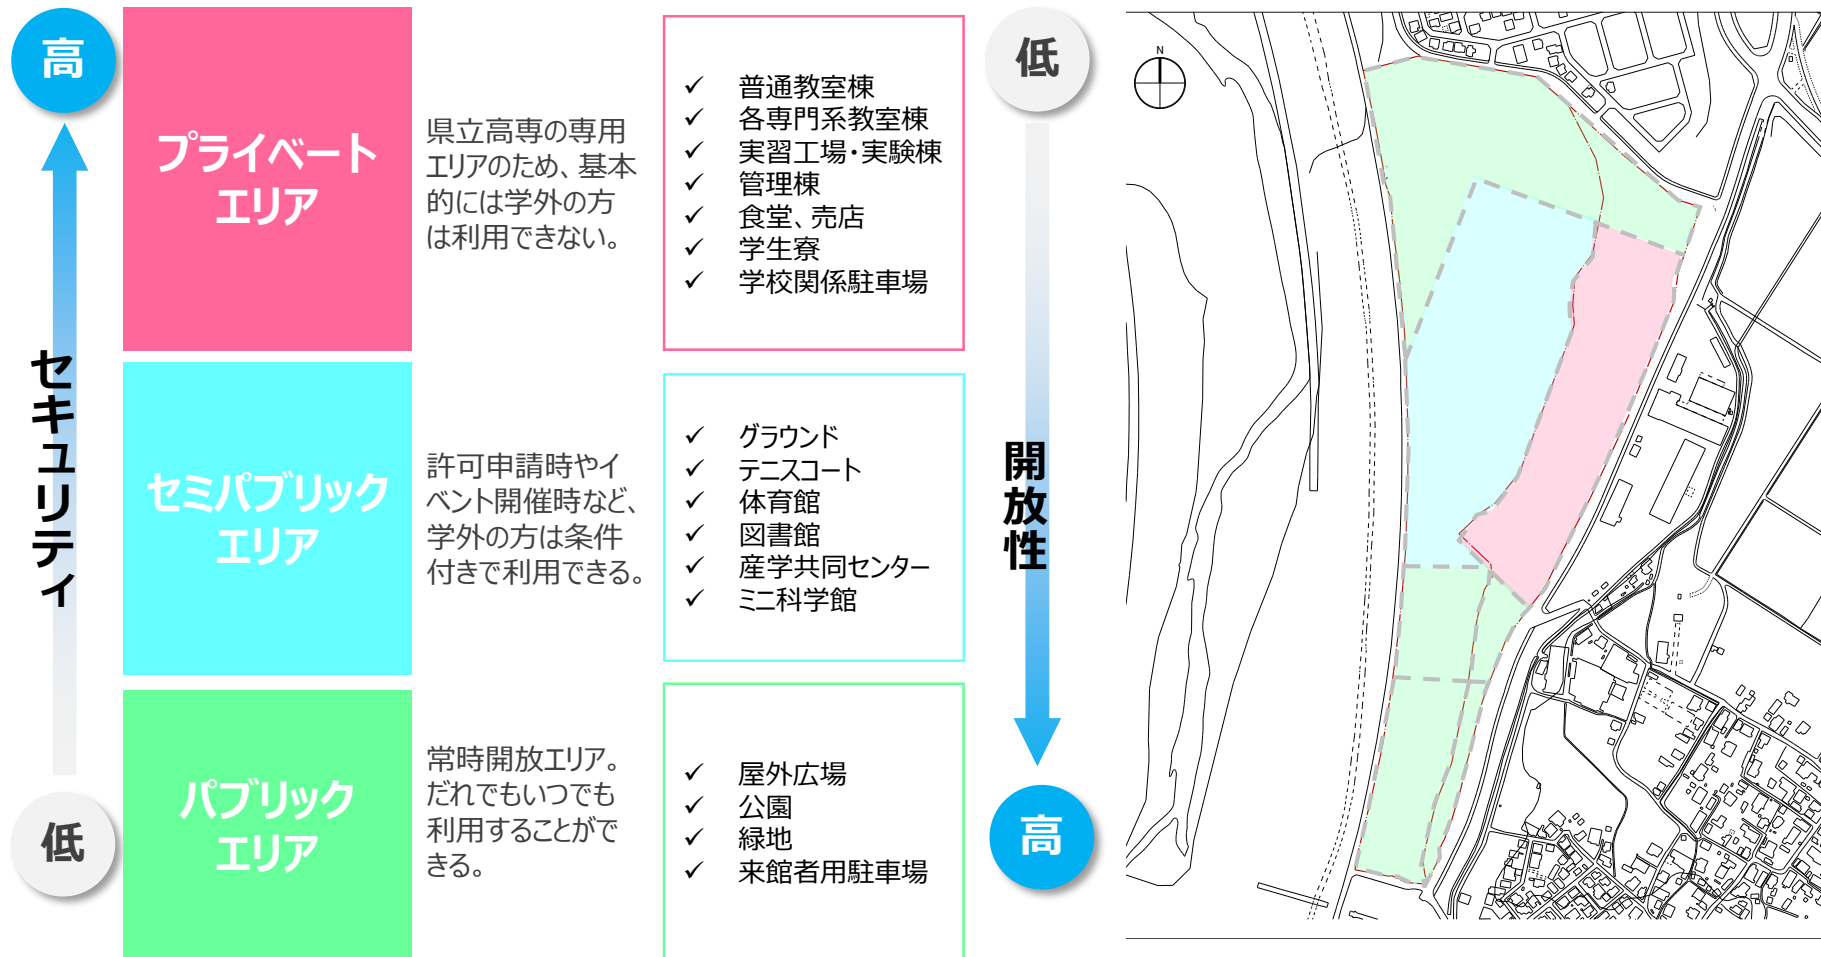 高
セキュリティ
低
プライベート
エリア
県立高専の専用
エリアのため、基本
的には学外の方
は利用できない。
✓ 普通教室棟
✓ 各専門系教室棟
✓ 実習工場・実験棟
✓ 管理棟
✓ 食堂、売店
✓ 学生寮
✓ 学校関係駐車場
セミパブリック
エリア
許可申請時やイ
ベント開催時など、
学外の方は条件
付きで利用できる。
✓ グラウンド
✓ テニスコート
✓ 体育館
✓ 図書館
✓ 産学共同センター
✓ ミニ科学館
パブリック
エリア
常時開放エリア。
だれでもいつでも
利用することがで
きる。
✓ 屋外広場
✓ 公園
✓ 緑地
✓ 来館者用駐車場
低
開放性
高
N